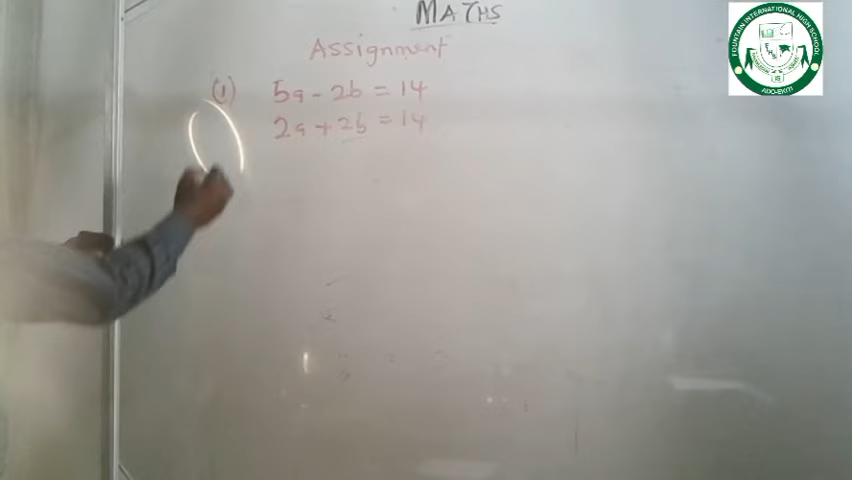 MATHS
Assignment
(1) 5a - 2b = 14
2a + 2b = 14
FOUNTAIN INTERNATIONAL HIGH SCHOOL
ADO-EKITI